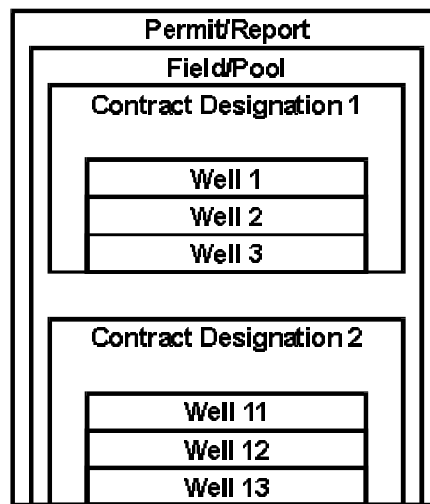 Permit/Report
Field/Pool
Contract Designation 1
Well 1
Well 2
Well 3
Contract Designation 2
Well 11
Well 12
Well 13